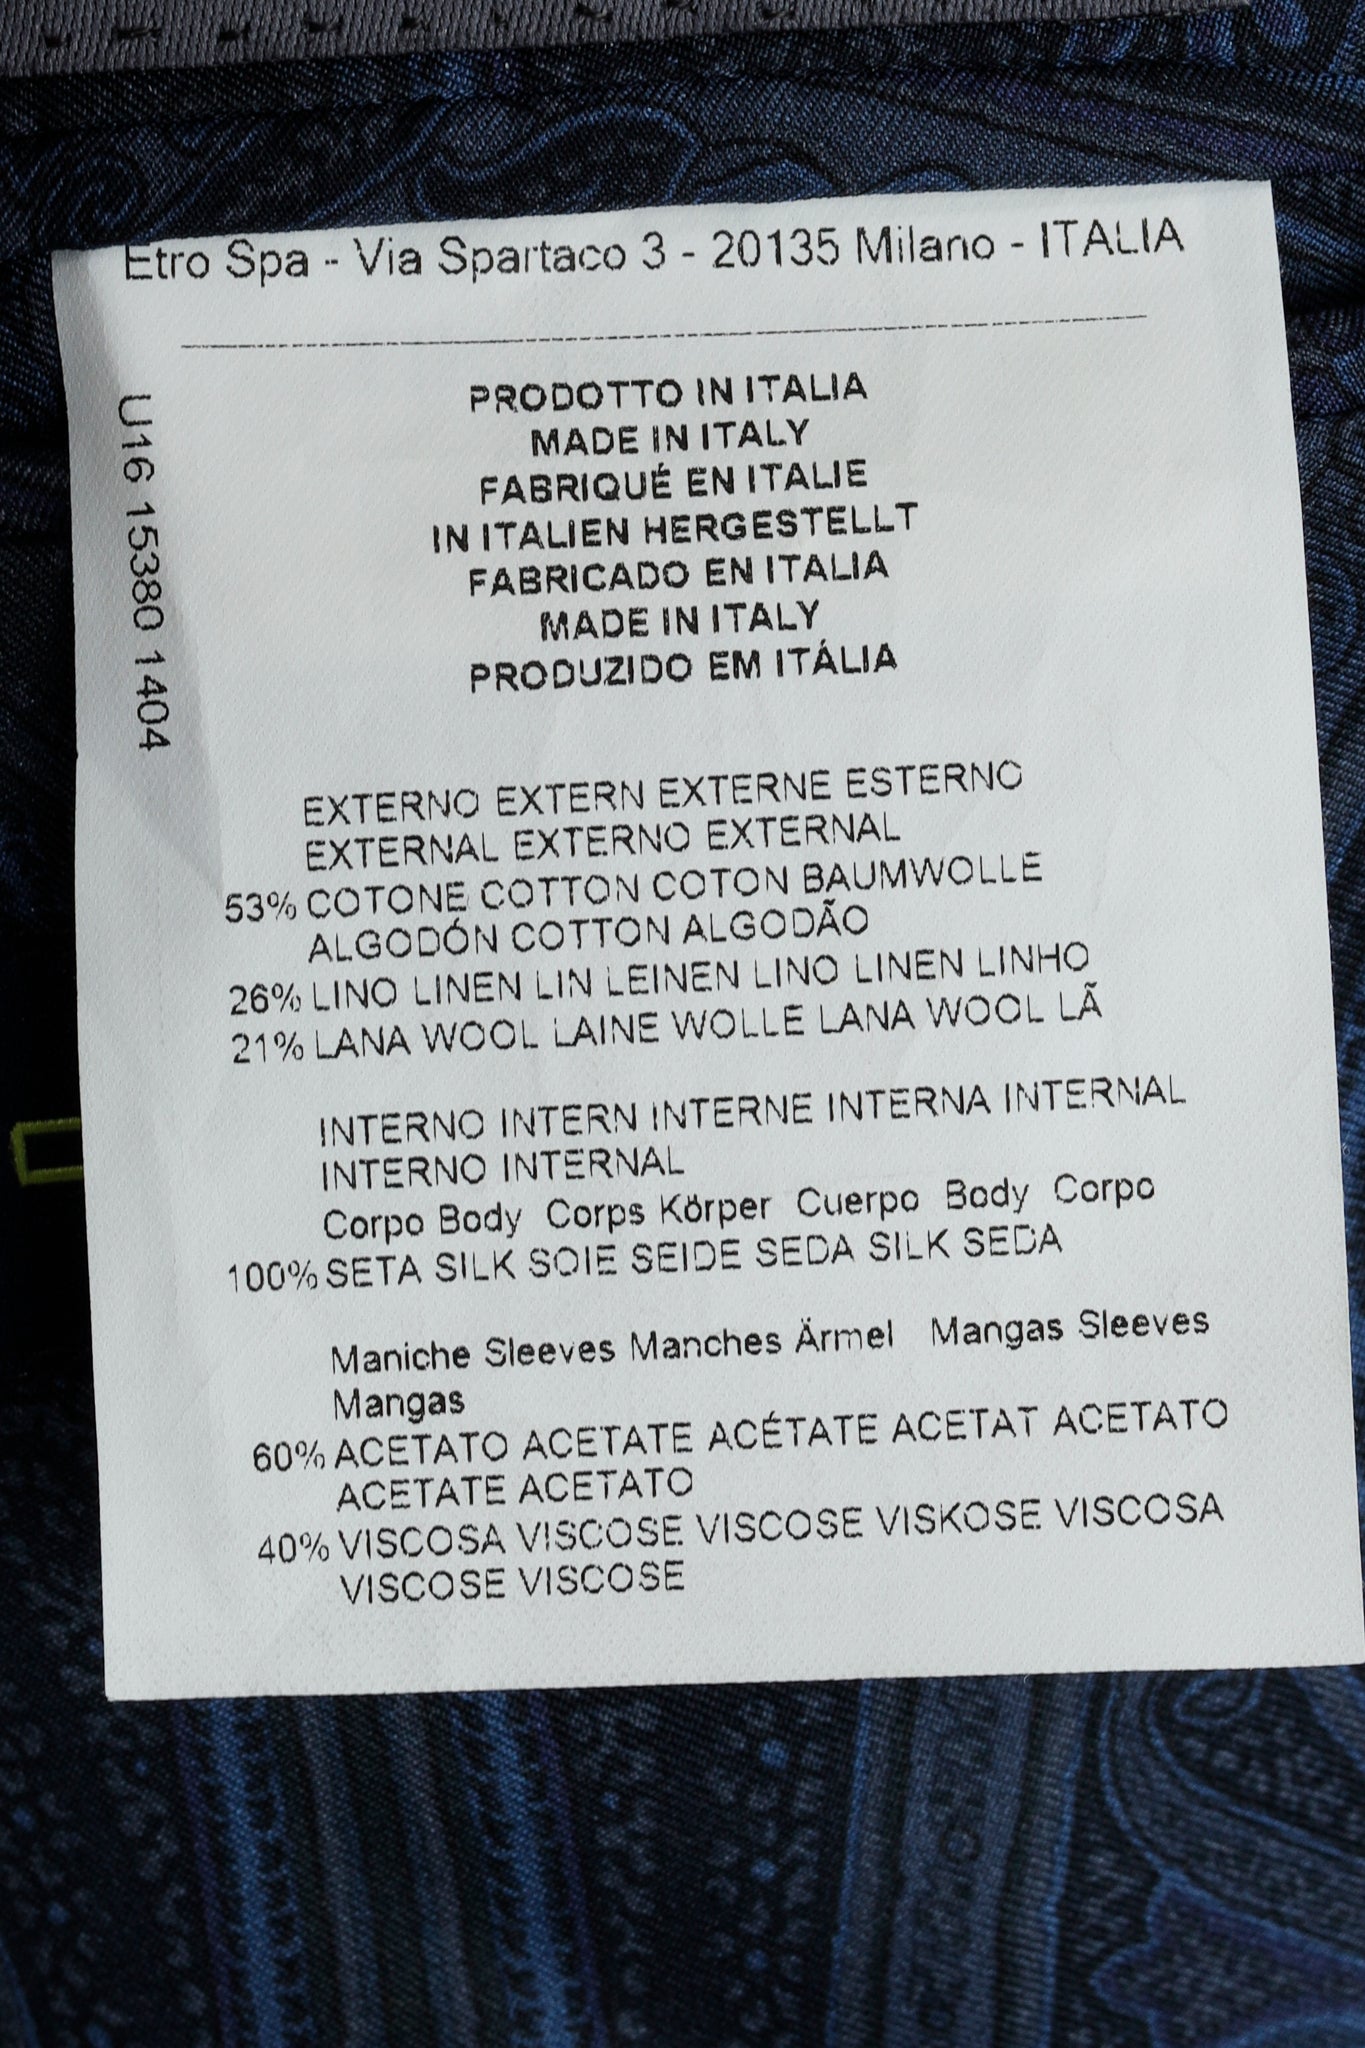 Etro Spa - Via Spartaco 3 - 20135 Milano - ITALIA
U16 15380 1404
PRODOTTO IN ITALIA
MADE IN ITALY
FABRIQUÉ EN ITALIE
IN ITALIEN HERGESTELLT
FABRICADO EN ITALIA
MADE IN ITALY
PRODUZIDO EM ITÁLIA
EXTERNO EXTERN EXTERNE ESTERNO
EXTERNAL EXTERNO EXTERNAL
53% COTONE COTTON COTON BAUMWOLLE
ALGODÓN COTTON ALGODÃO
26% LINO LINEN LIN LEINEN LINO LINEN LINHO
21% LANA WOOL LAINE WOLLE LANA WOOL LÃ
INTERNO INTERN INTERNE INTERNA INTERNAL
INTERNO INTERNAL
Corpo Body Corps Körper Cuerpo Body Corpo
100% SETA SILK SOIE SEIDE SEDA SILK SEDA
Maniche Sleeves Manches Ärmel Mangas Sleeves
Mangas
60% ACETATO ACETATE ACÉTATE ACETAT ACETATO
ACETATE ACETATO
40% VISCOSA VISCOSE VISCOSE VISKOSE VISCOSA
VISCOSE VISCOSE